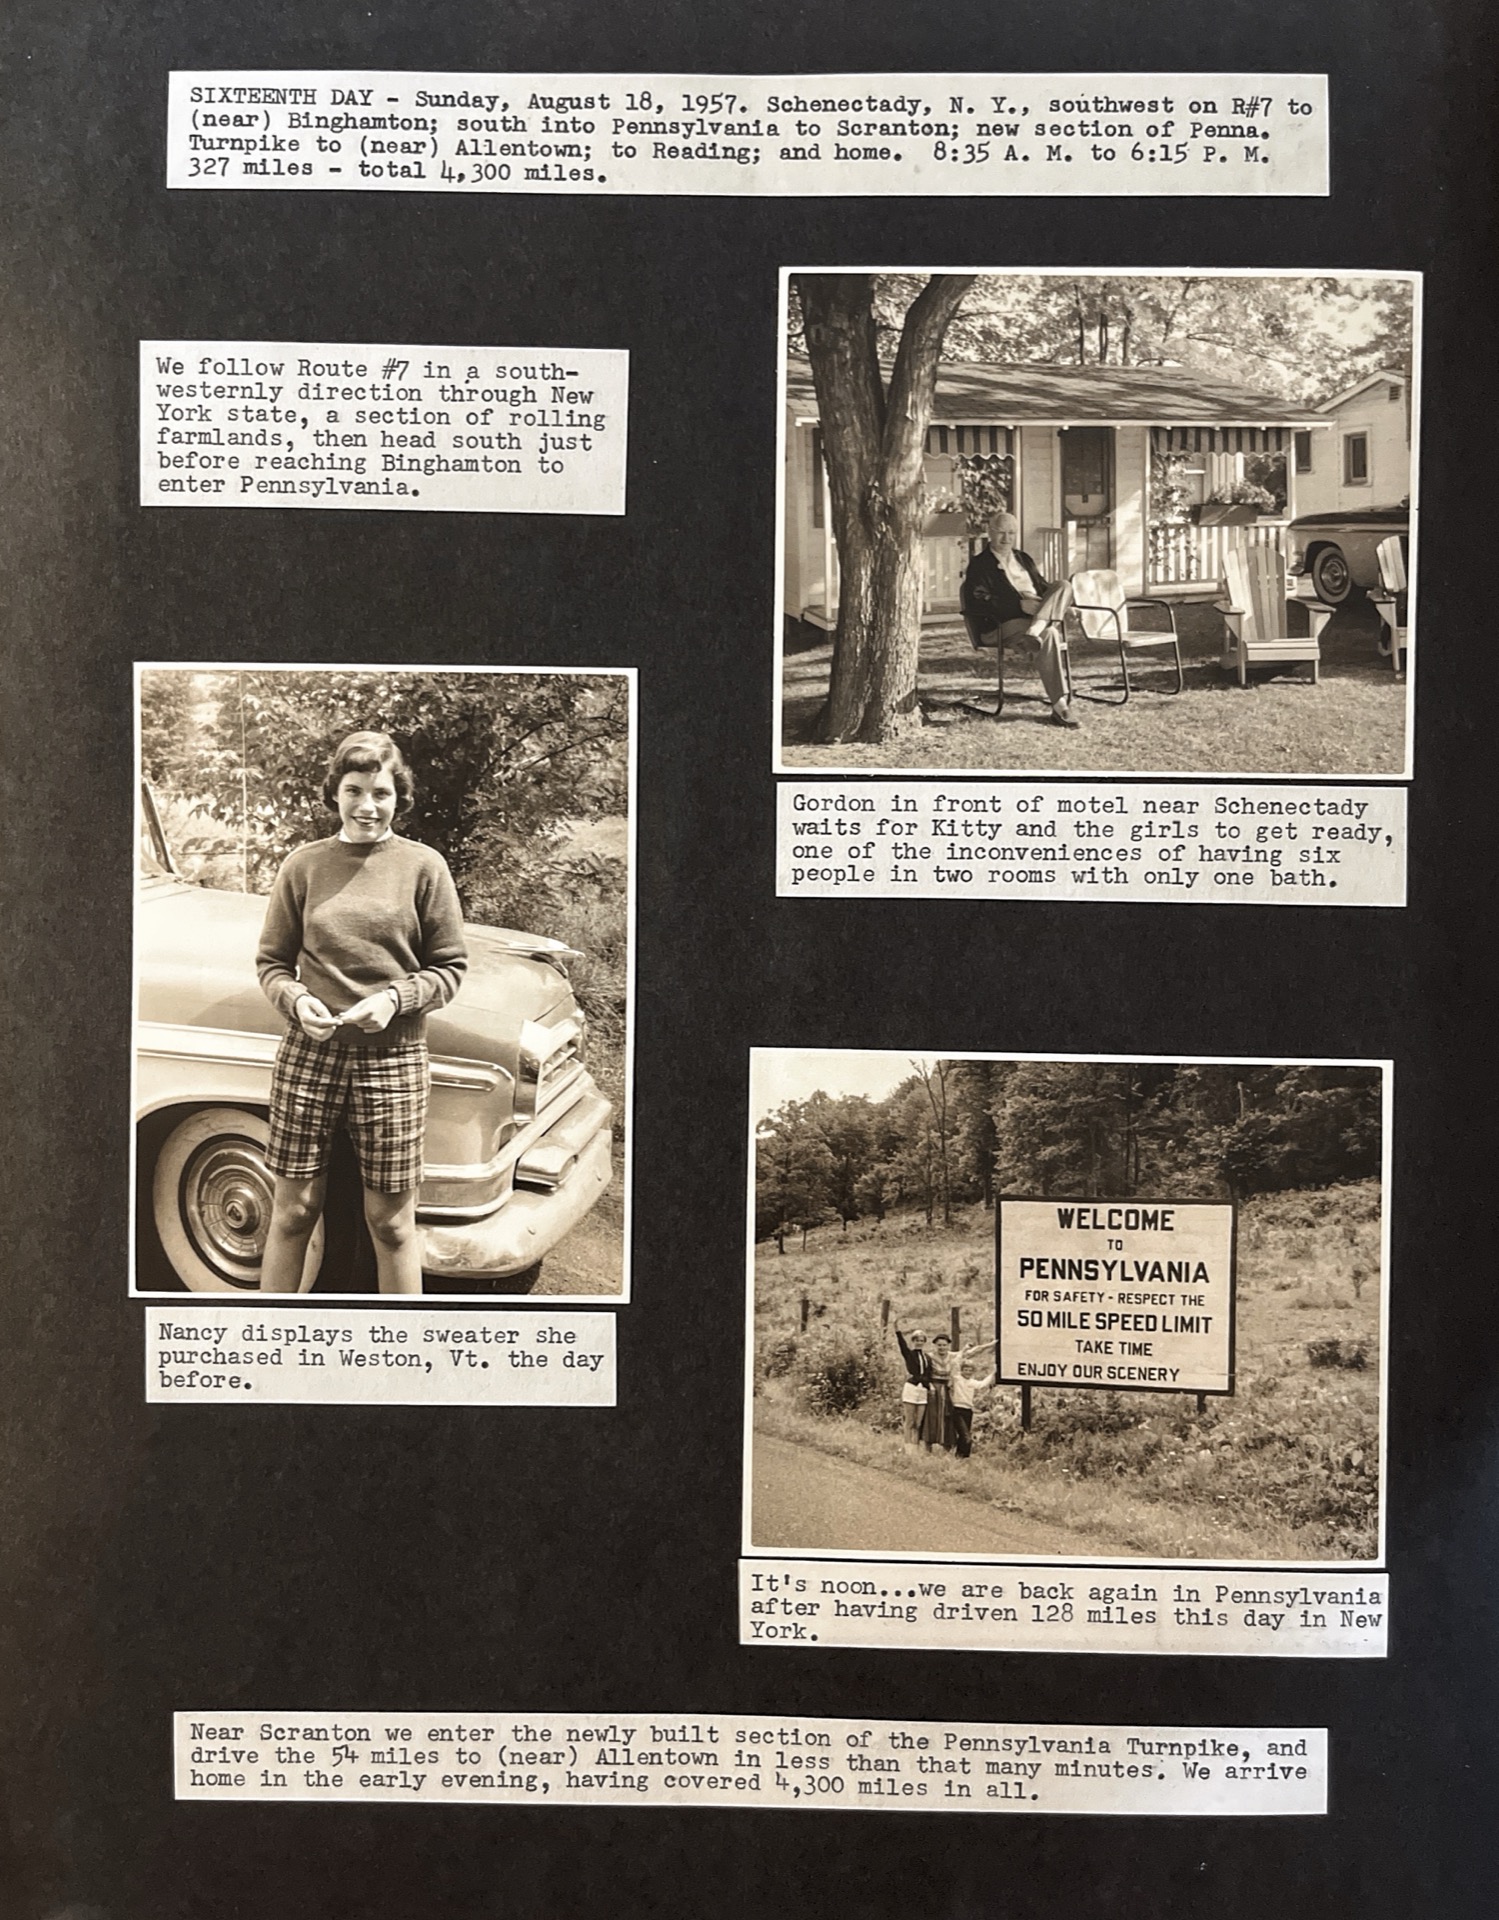 SIXTEENTH DAY - Sunday, August 18, 1957. Schenectady, N. Y., southwest on R#7 to
(near) Binghamton; south into Pennsylvania to Scranton; new section of Penna.
Turnpike to (near) Allentown; to Reading; and home. 8:35 A. M. to 6:15 P. M.
327 miles - total 4,300 miles.
We follow Route #7 in a south-
westernly direction through New
York state, a section of rolling
farmlands, then head south just
before reaching Binghamton to
enter Pennsylvania.
Gordon in front of motel near Schenectady
waits for Kitty and the girls to get ready,
one of the inconveniences of having six
people in two rooms with only one bath.
Nancy displays the sweater she
purchased in Weston, Vt. the day
before.
WELCOME
TO
PENNSYLVANIA
FOR SAFETY - RESPECT THE
50 MILE SPEED LIMIT
TAKE TIME
ENJOY OUR SCENERY
It's noon...we are back again in Pennsylvania
after having driven 128 miles this day in New
York.
Near Scranton we enter the newly built section of the Pennsylvania Turnpike, and
drive the 54 miles to (near) Allentown in less than that many minutes. We arrive
home in the early evening, having covered 4,300 miles in all.